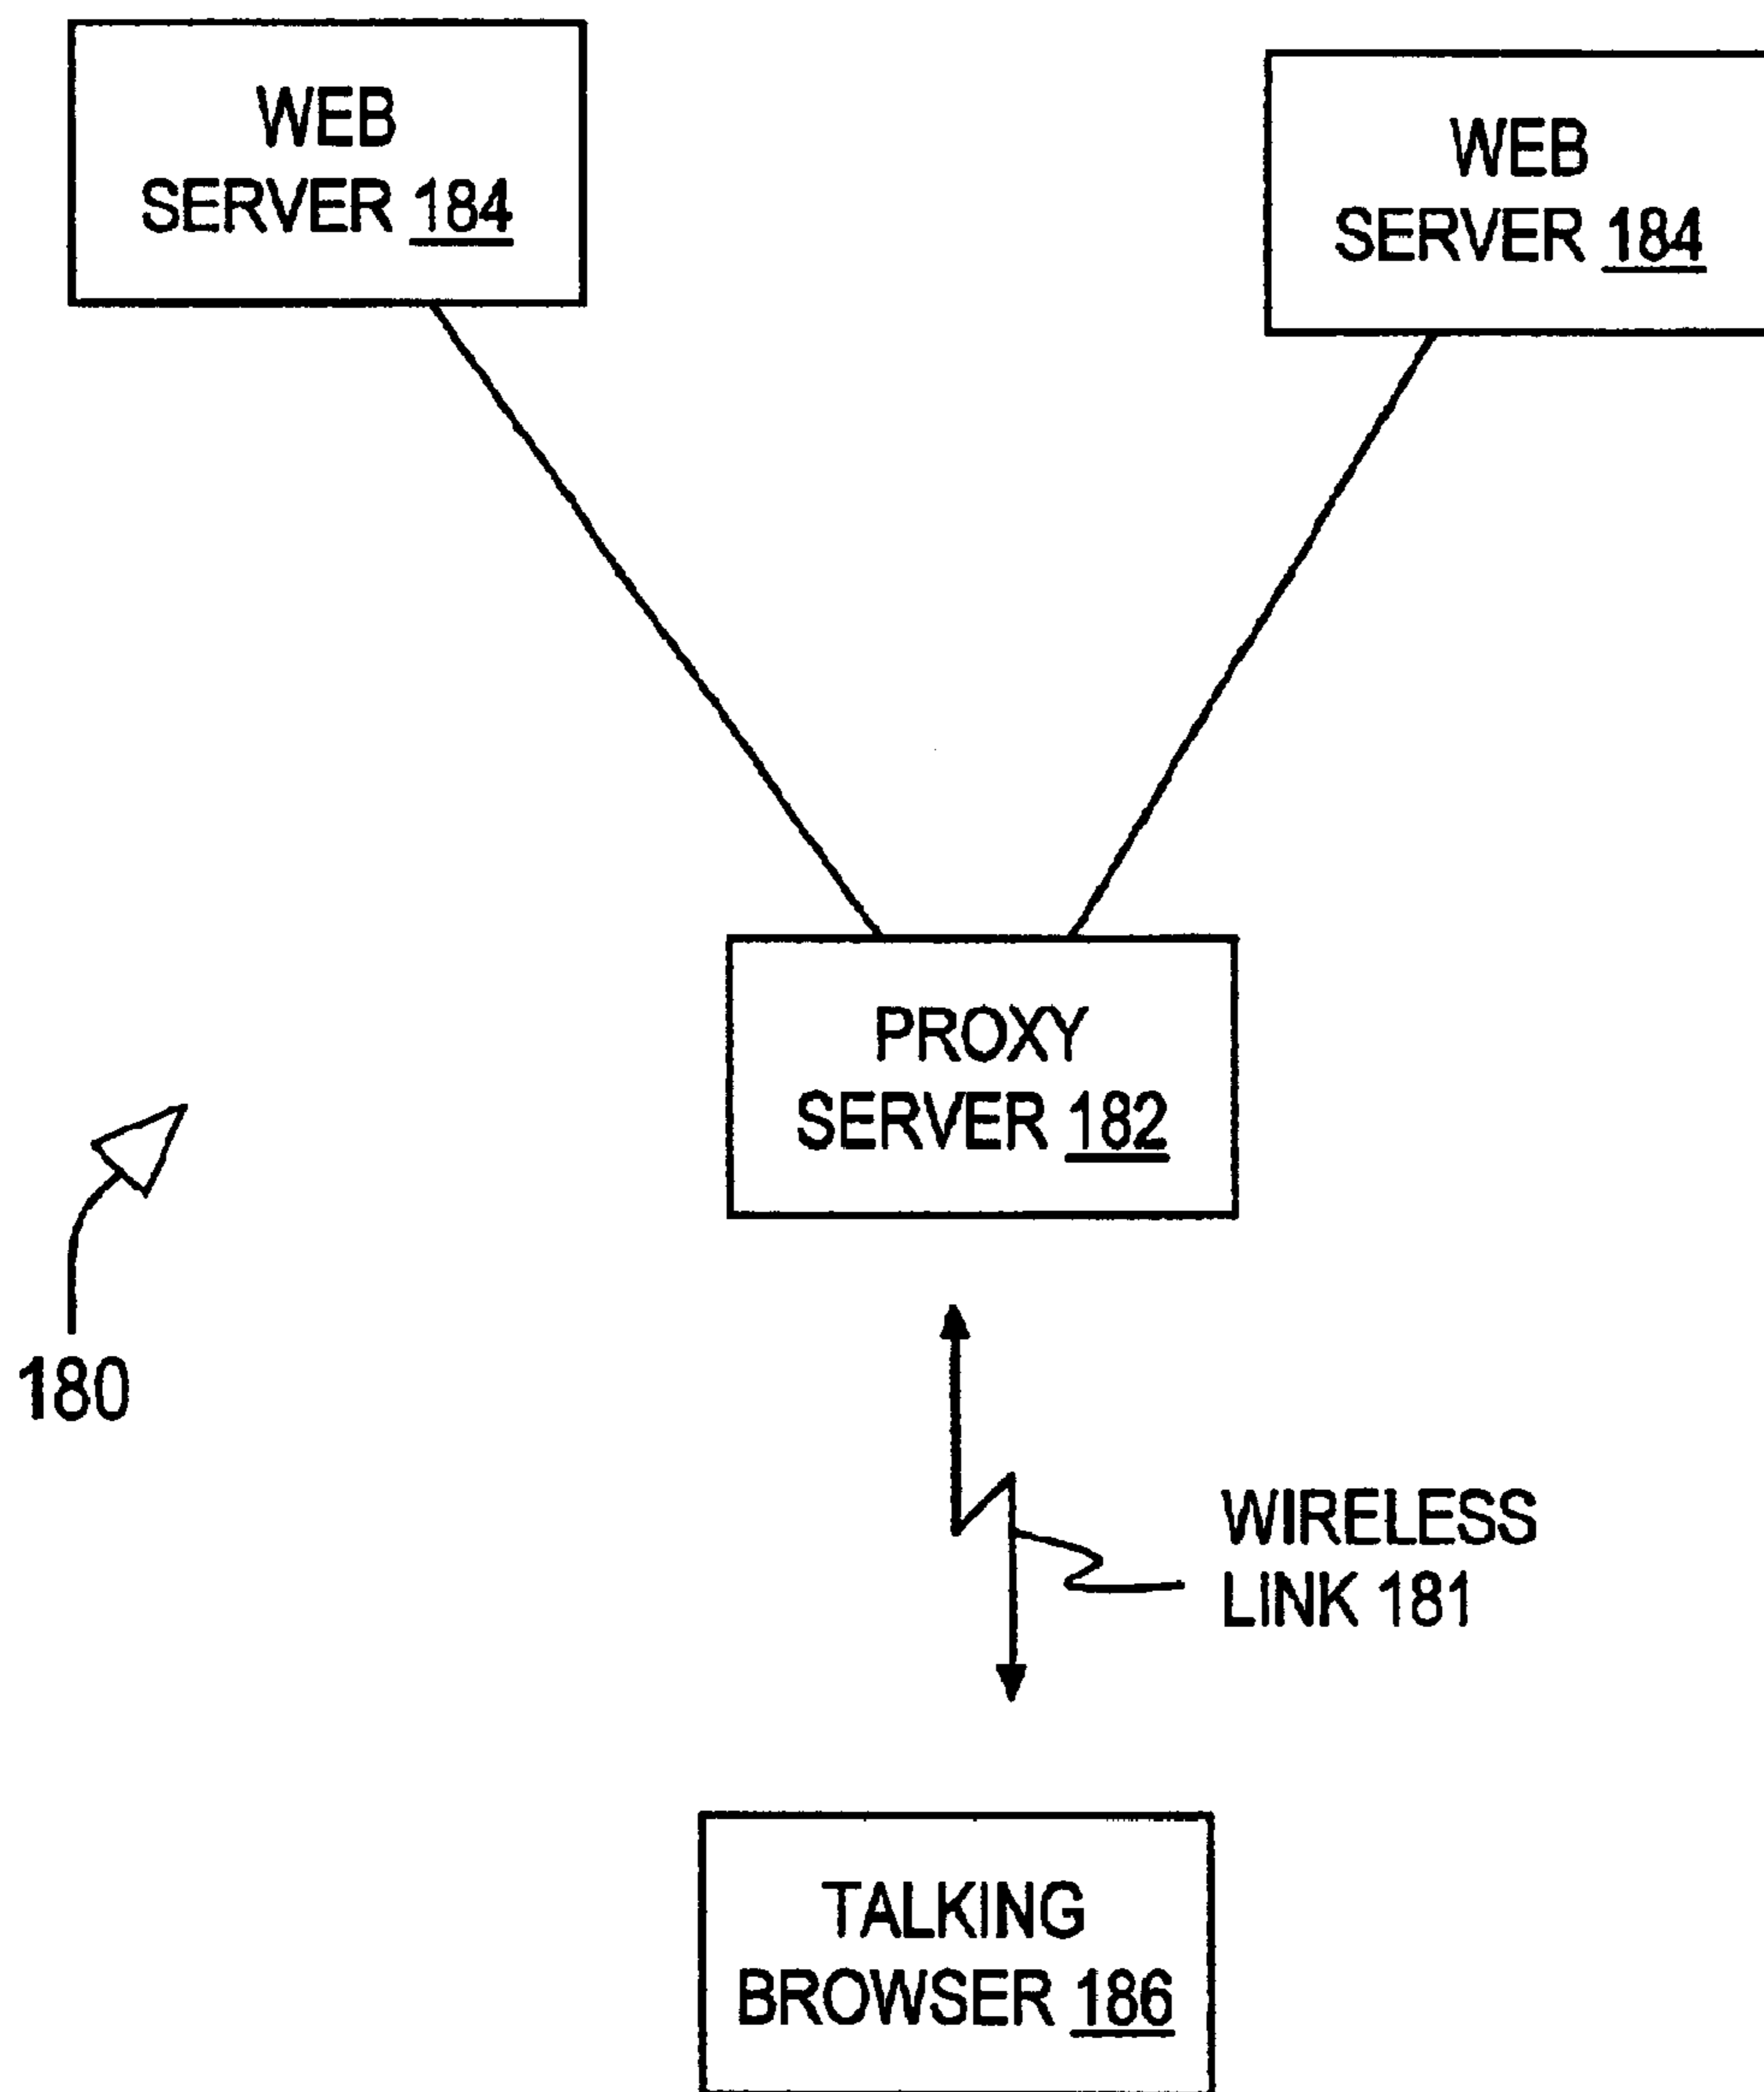 WEB
SERVER 184
WEB
SERVER 184
PROXY
SERVER 182
180
WIRELESS
LINK 181
TALKING
BROWSER 186